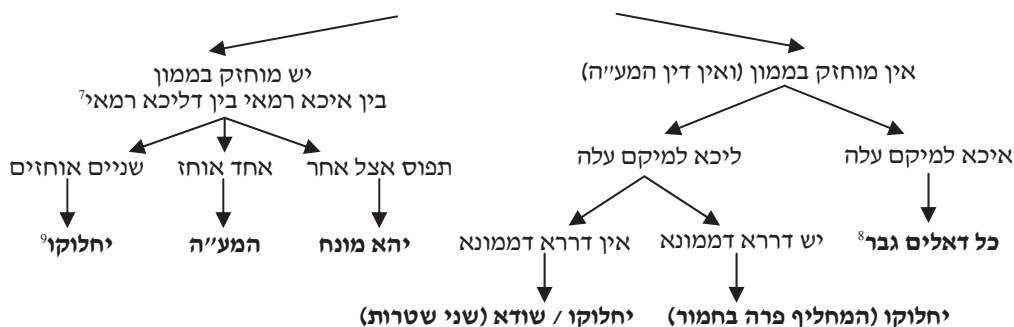 אין מוחזק בממון (ואין דין המע״ה)
יש מוחזק בממון
בין איכא רמאי בין דליכא רמאי7
איכא למיקם עלה
ליכא למיקם עלה
תפוס אצל אחר
אחד אוחז
שניים אוחזים
כל דאלים גבר8
יש דררא דממונא
אין דררא דממונא
יהא מונח
המע״ה
יחלוקו9
יחלוקו (המחליף פרה בחמור)
יחלוקו / שודא (שני שטרות)